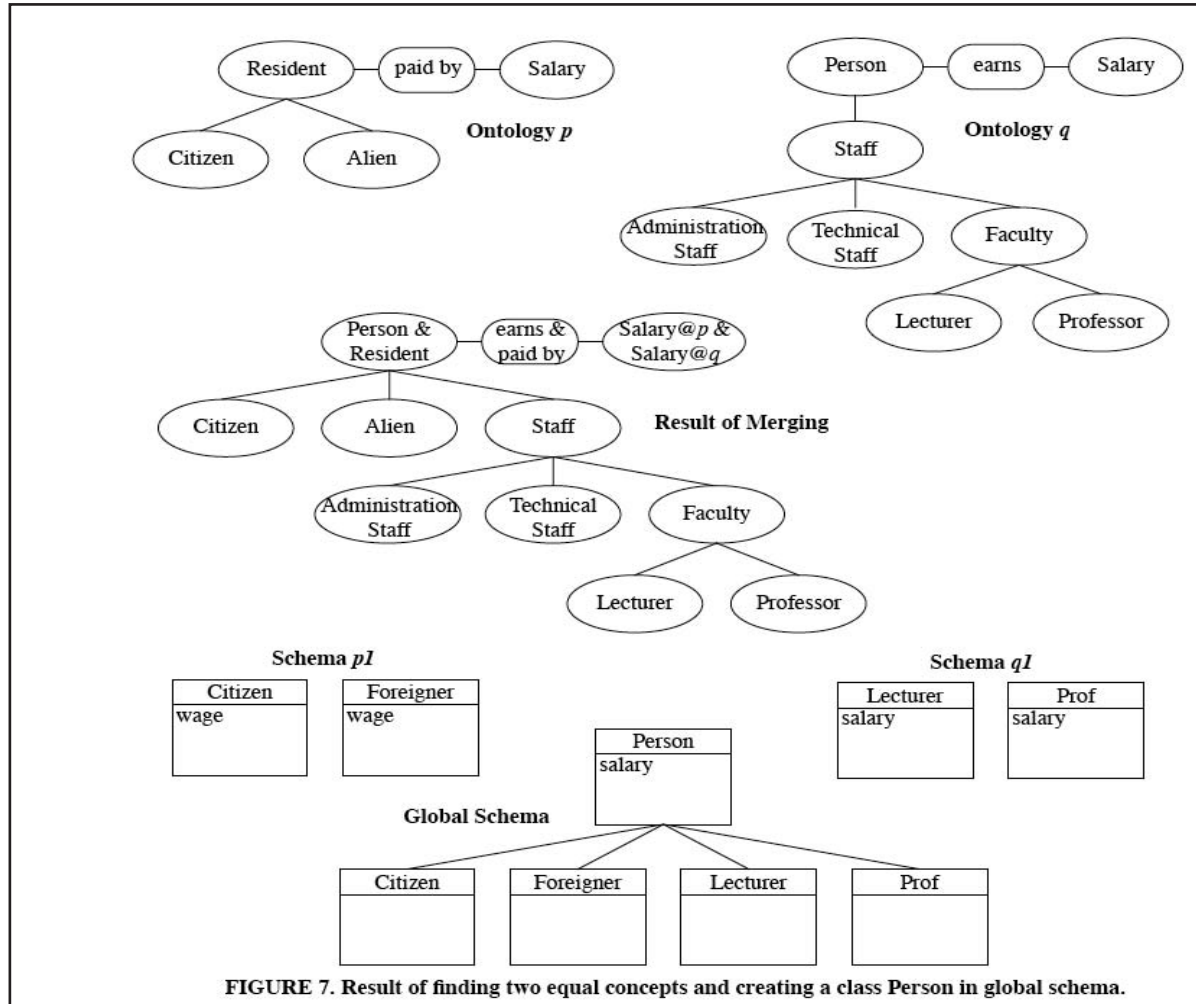 Resident paid by Salary
Ontology p
Citizen Alien
Person earns Salary
Ontology q
Staff
Administration
Staff
Technical
Staff
Faculty
Lecturer Professor
Person &
Resident
earns &
paid by
Salary@p &
Salary@q
Citizen Alien Staff
Result of Merging
Administration
Staff
Technical
Staff
Faculty
Lecturer Professor
Schema p1
Citizen
wage
Foreigner
wage
Schema q1
Lecturer
salary
Prof
salary
Person
salary
Global Schema
Citizen Foreigner Lecturer Prof
FIGURE 7. Result of finding two equal concepts and creating a class Person in global schema.